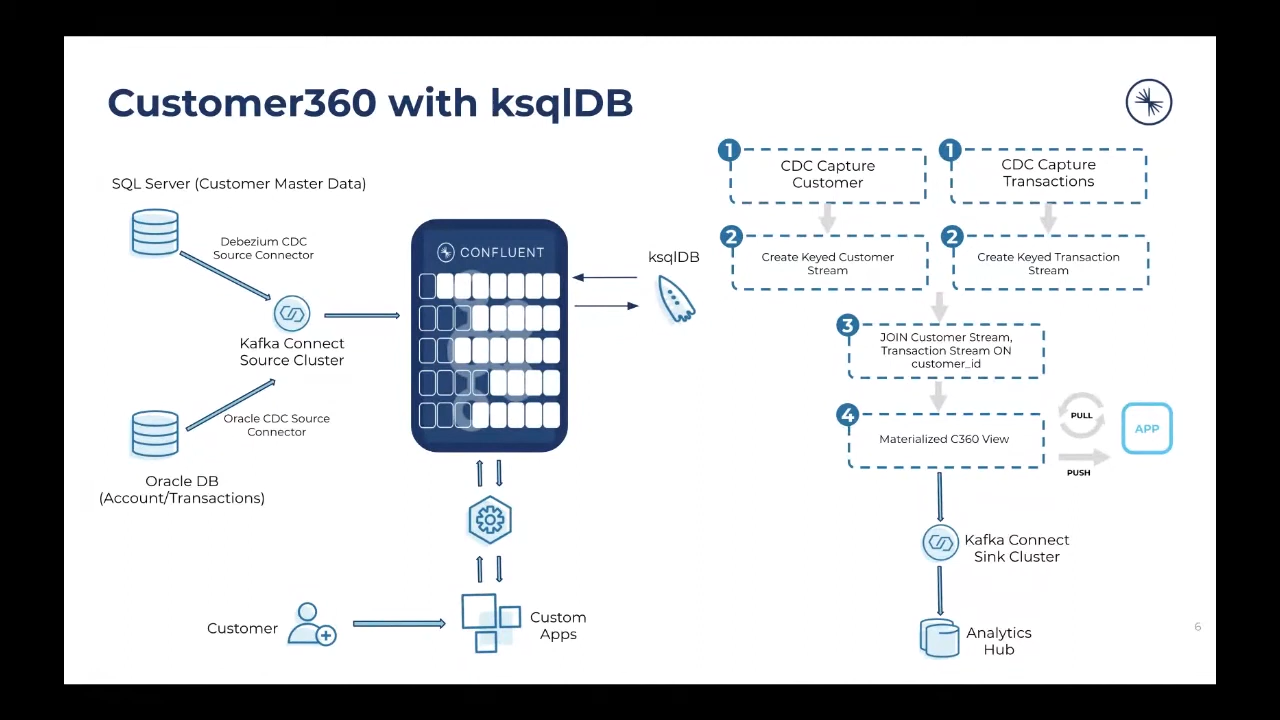 Customer360 with ksqlDB
SQL Server (Customer Master Data)
Debezium CDC
Source Connector
Kafka Connect
Source Cluster
Oracle CDC Source
Connector
Oracle DB
(Account/Transactions)
CONFLUENT
ksqlDB
Customer
Custom
Apps
1
CDC Capture
Customer
1
CDC Capture
Transactions
2
Create Keyed Customer
Stream
2
Create Keyed Transaction
Stream
3
JOIN Customer Stream,
Transaction Stream ON
customer_id
4
Materialized C360 View
PULL
PUSH
APP
Kafka Connect
Sink Cluster
Analytics
Hub
6